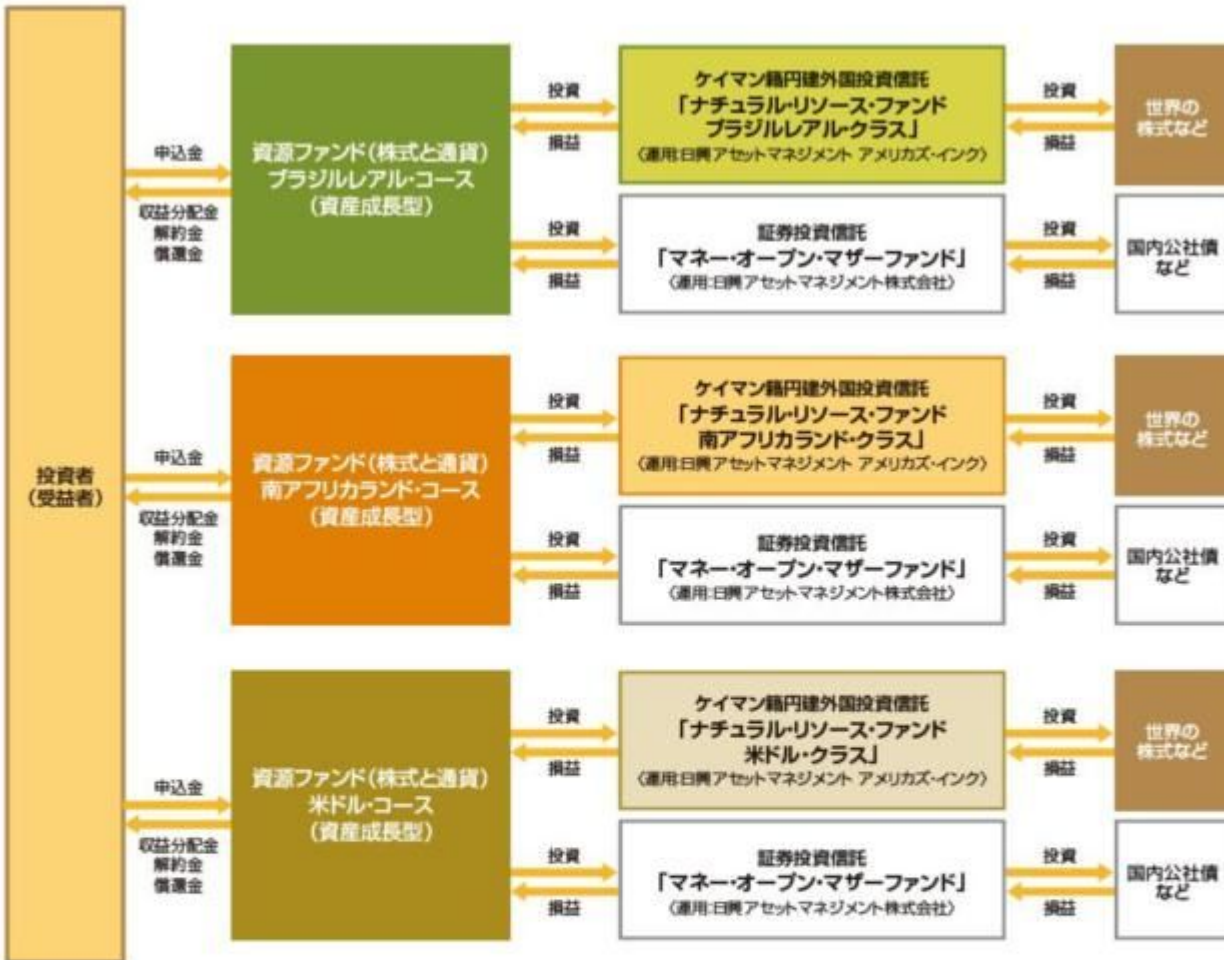 投資者
(受益者)
申込金
収益分配金
解約金
償還金
資源ファンド(株式と通貨)
ブラジルレアル・コース
(資産成長型)
投資
損益
ケイマン籍円建外国投資信託
「ナチュラル・リソース・ファンド
ブラジルレアル・クラス」
〈運用:日興アセットマネジメント アメリカズ・インク〉
投資
損益
世界の
株式など
投資
損益
証券投資信託
「マネー・オープン・マザーファンド」
〈運用:日興アセットマネジメント株式会社〉
投資
損益
国内公社債
など
申込金
収益分配金
解約金
償還金
資源ファンド(株式と通貨)
南アフリカランド・コース
(資産成長型)
投資
損益
ケイマン籍円建外国投資信託
「ナチュラル・リソース・ファンド
南アフリカランド・クラス」
〈運用:日興アセットマネジメント アメリカズ・インク〉
投資
損益
世界の
株式など
投資
損益
証券投資信託
「マネー・オープン・マザーファンド」
〈運用:日興アセットマネジメント株式会社〉
投資
損益
国内公社債
など
申込金
収益分配金
解約金
償還金
資源ファンド(株式と通貨)
米ドル・コース
(資産成長型)
投資
損益
ケイマン籍円建外国投資信託
「ナチュラル・リソース・ファンド
米ドル・クラス」
〈運用:日興アセットマネジメント アメリカズ・インク〉
投資
損益
世界の
株式など
投資
損益
証券投資信託
「マネー・オープン・マザーファンド」
〈運用:日興アセットマネジメント株式会社〉
投資
損益
国内公社債
など